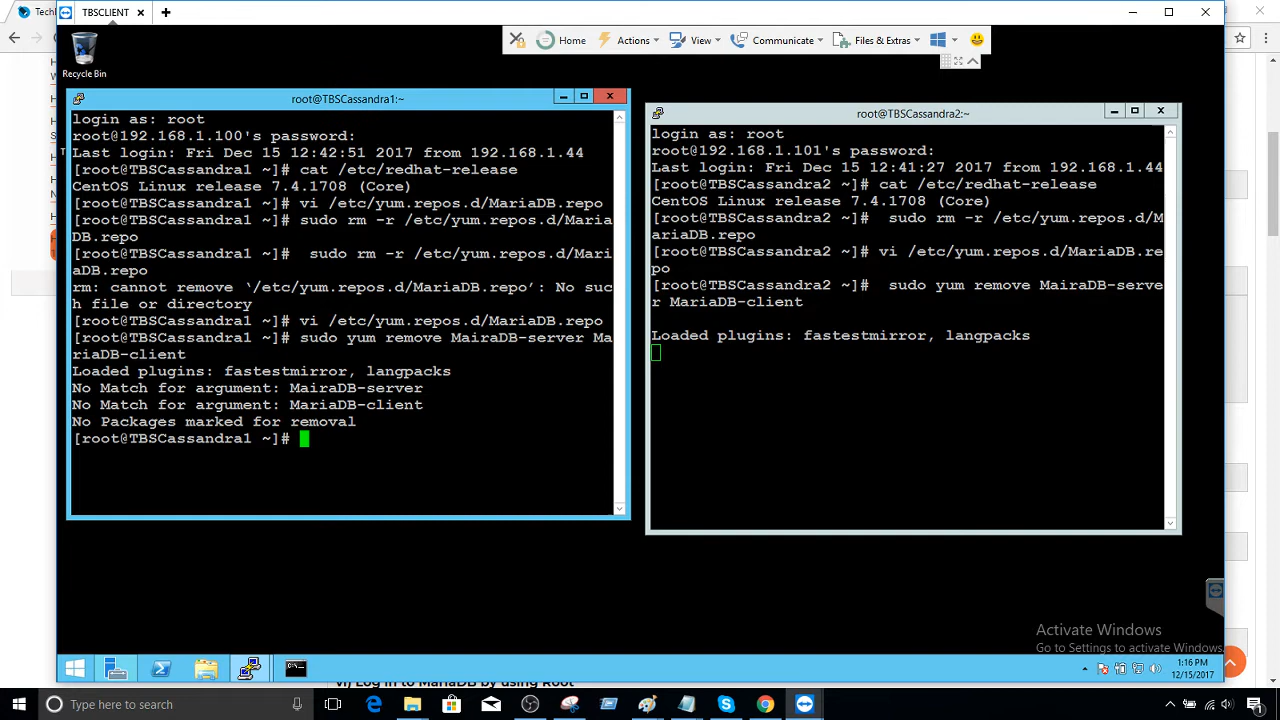 TechB
TBSCLIENT
Home
Actions
View
Communicate
Files & Extras
Recycle Bin
root@TBSCassandra1:~
login as: root
root@192.168.1.100's password:
Last login: Fri Dec 15 12:42:51 2017 from 192.168.1.44
[root@TBSCassandra1 ~]# cat /etc/redhat-release
CentOS Linux release 7.4.1708 (Core)
[root@TBSCassandra1 ~]# vi /etc/yum.repos.d/MariaDB.repo
[root@TBSCassandra1 ~]# sudo rm -r /etc/yum.repos.d/Maria
DB.repo
[root@TBSCassandra1 ~]#  sudo rm -r /etc/yum.repos.d/Mari
aDB.repo
rm: cannot remove ‘/etc/yum.repos.d/MariaDB.repo’: No suc
h file or directory
[root@TBSCassandra1 ~]# vi /etc/yum.repos.d/MariaDB.repo
[root@TBSCassandra1 ~]# sudo yum remove MairaDB-server Ma
riaDB-client
Loaded plugins: fastestmirror, langpacks
No Match for argument: MairaDB-server
No Match for argument: MariaDB-client
No Packages marked for removal
[root@TBSCassandra1 ~]#
root@TBSCassandra2:~
login as: root
root@192.168.1.101's password:
Last login: Fri Dec 15 12:41:27 2017 from 192.168.1.44
[root@TBSCassandra2 ~]# cat /etc/redhat-release
CentOS Linux release 7.4.1708 (Core)
[root@TBSCassandra2 ~]#  sudo rm -r /etc/yum.repos.d/M
ariaDB.repo
[root@TBSCassandra2 ~]# vi /etc/yum.repos.d/MariaDB.re
po
[root@TBSCassandra2 ~]#  sudo yum remove MairaDB-serve
r MariaDB-client
Loaded plugins: fastestmirror, langpacks
Activate Windows
Go to Settings to activate Windows.
1:16 PM
12/15/2017
vi) Log in to MariaDB by using Root
Type here to search